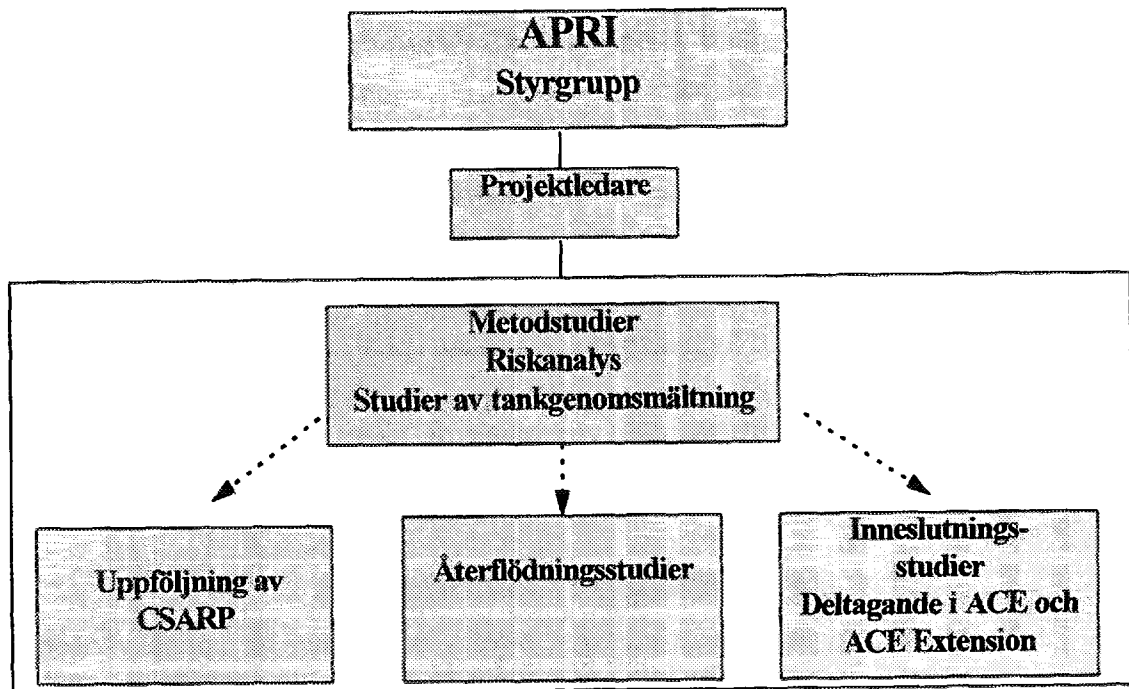 APRI
Styrgrupp
Projektledare
Metodstudier
Riskanalys
Studier av tankgenomsmältning
Uppföljning av
CSARP
Återflödningsstudier
Inneslutnings-
studier
Deltagande i ACE och
ACE Extension